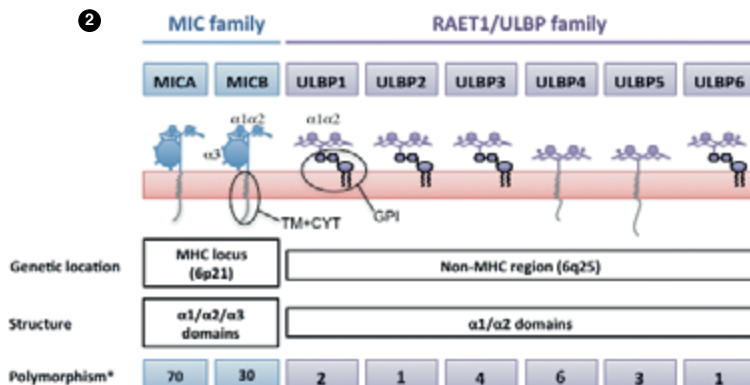 2
MIC family RAET1/ULBP family
MICA MICB ULBP1 ULBP2 ULBP3 ULBP4 ULBP5 ULBP6
α1α2 α1α2
α3
TM+CYT GPI
Genetic location MHC locus (6p21) Non-MHC region (6q25)
Structure α1/α2/α3 domains α1/α2 domains
Polymorphism* 70 30 2 1 4 6 3 1